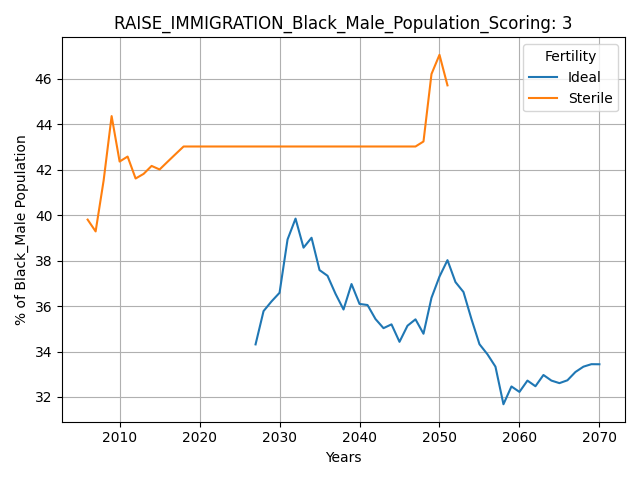 RAISE_IMMIGRATION_Black_Male_Population_Scoring: 3
% of Black_Male Population
46
44
42
40
38
36
34
32
Fertility
Ideal
Sterile
2010 2020 2030 2040 2050 2060 2070
Years